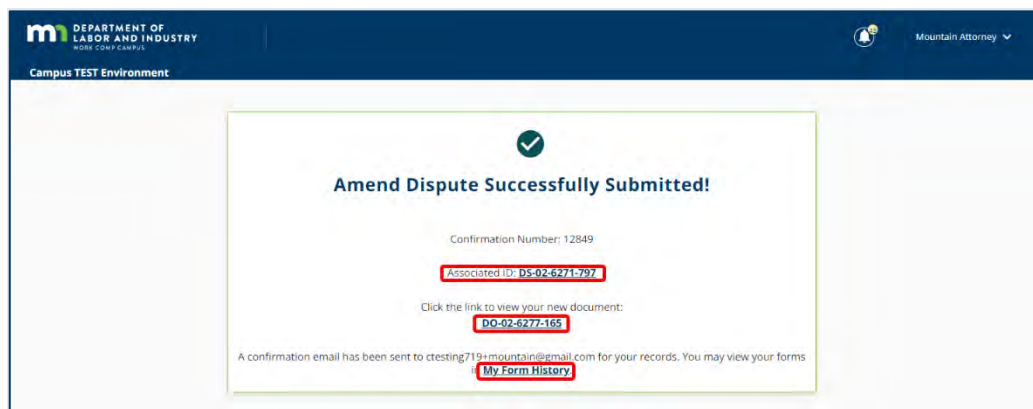 DEPARTMENT OF
LABOR AND INDUSTRY
WORK COMP CAMPUS
Mountain Attorney
Campus TEST Environment
Amend Dispute Successfully Submitted!
Confirmation Number: 12849
Associated ID: DS-02-6271-797
Click the link to view your new document:
DO-02-6277-165
A confirmation email has been sent to ctesting719+mountain@gmail.com for your records. You may view your forms
My Form History.